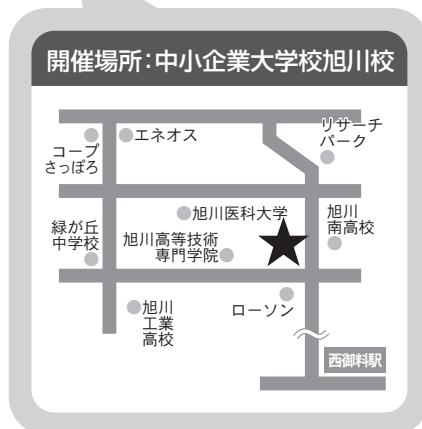 開催場所:中小企業大学校旭川校
エネオス
コープ
さっぽろ
リサーチ
パーク
旭川医科大学
旭川
南高校
緑が丘
中学校
旭川高等技術
専門学院
旭川
工業
高校
ローソン
西御料駅